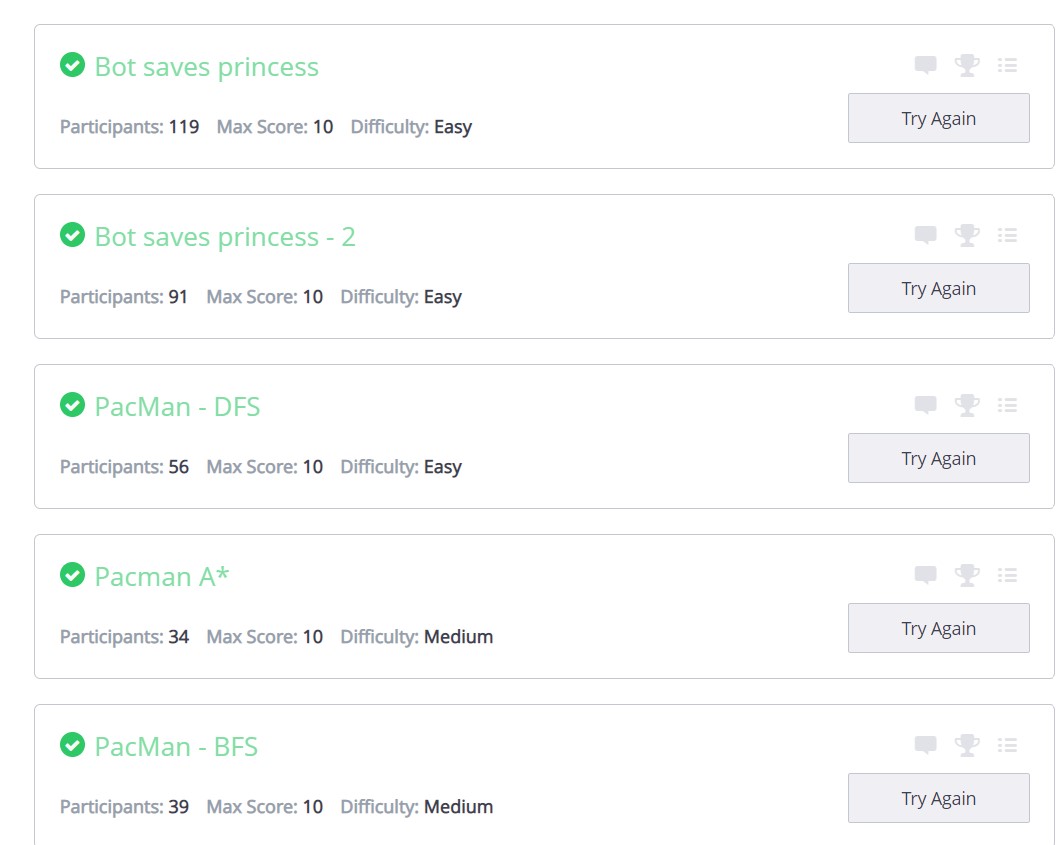 Bot saves princess
Participants: 119 Max Score: 10 Difficulty: Easy
Try Again
Bot saves princess - 2
Participants: 91 Max Score: 10 Difficulty: Easy
Try Again
PacMan - DFS
Participants: 56 Max Score: 10 Difficulty: Easy
Try Again
Pacman A*
Participants: 34 Max Score: 10 Difficulty: Medium
Try Again
PacMan - BFS
Participants: 39 Max Score: 10 Difficulty: Medium
Try Again